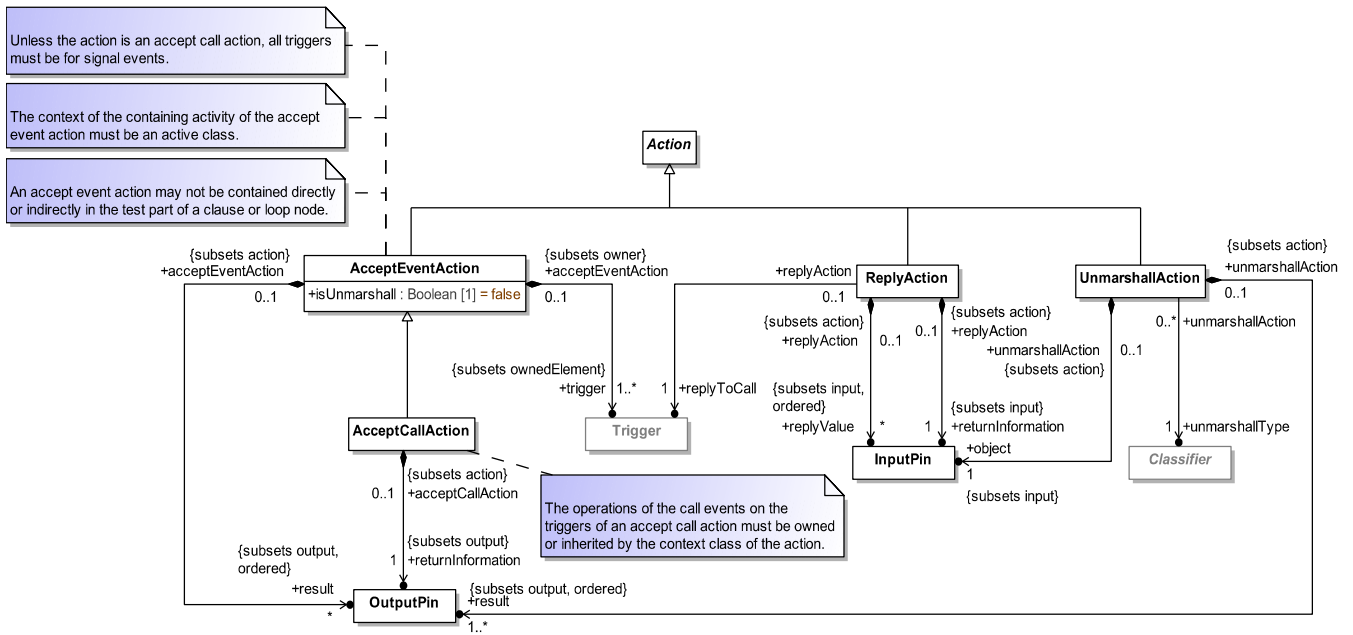 Unless the action is an accept call action, all triggers
must be for signal events.
The context of the containing activity of the accept
event action must be an active class.
An accept event action may not be contained directly
or indirectly in the test part of a clause or loop node.
Action
{subsets action}
+acceptEventAction
0..1
AcceptEventAction
+isUnmarshall : Boolean [1] = false
{subsets owner}
+acceptEventAction
0..1
+replyAction
0..1
ReplyAction
UnmarshallAction
{subsets action}
+unmarshallAction
0..1
{subsets action}
+replyAction
0..1
{subsets action}
+replyAction
0..1
+unmarshallAction
{subsets action}
0..1
0..*
+unmarshallAction
{subsets ownedElement}
+trigger
1..*
1
+replyToCall
{subsets input,
ordered}
+replyValue
*
{subsets input}
+returnInformation
1
1
+unmarshallType
Trigger
InputPin
+object
1
{subsets input}
Classifier
AcceptCallAction
{subsets action}
+acceptCallAction
0..1
The operations of the call events on the
triggers of an accept call action must be owned
or inherited by the context class of the action.
{subsets output}
+returnInformation
1
{subsets output,
ordered}
+result
*
OutputPin
{subsets output, ordered}
+result
1..*